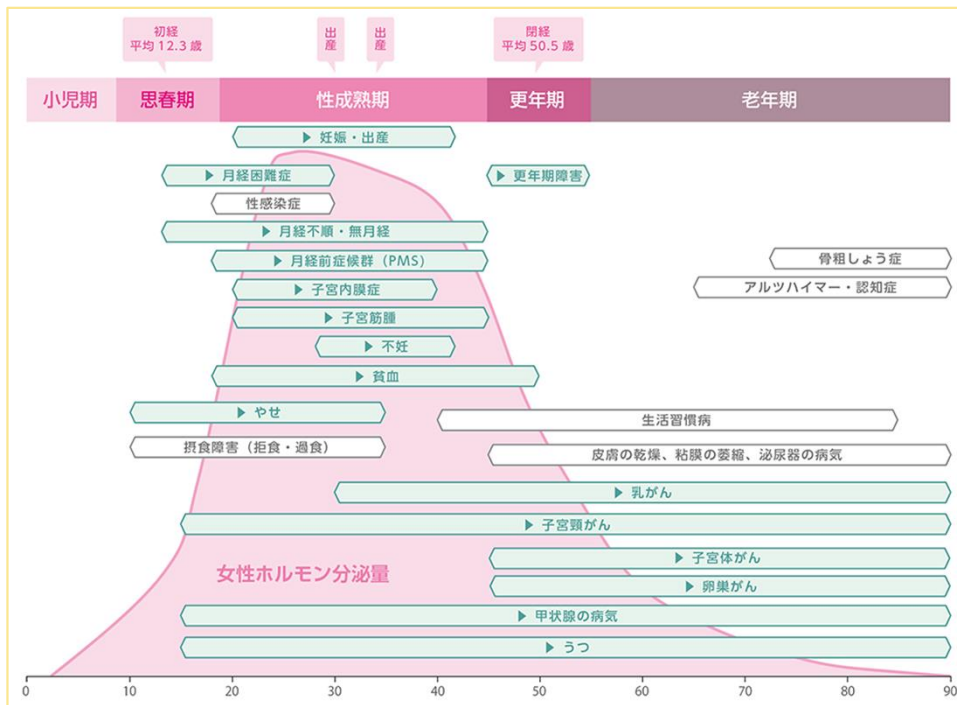 初経
平均12.3歳
出産
出産
閉経
平均50.5歳
小児期
思春期
性成熟期
更年期
老年期
▶ 妊娠・出産
▶ 月経困難症
▶ 更年期障害
性感染症
▶ 月経不順・無月経
▶ 月経前症候群（PMS）
骨粗しょう症
▶ 子宮内膜症
アルツハイマー・認知症
▶ 子宮筋腫
▶ 不妊
▶ 貧血
▶ やせ
生活習慣病
摂食障害（拒食・過食）
皮膚の乾燥、粘膜の萎縮、泌尿器の病気
▶ 乳がん
▶ 子宮頸がん
▶ 子宮体がん
女性ホルモン分泌量
▶ 卵巣がん
▶ 甲状腺の病気
▶ うつ
0 10 20 30 40 50 60 70 80 90